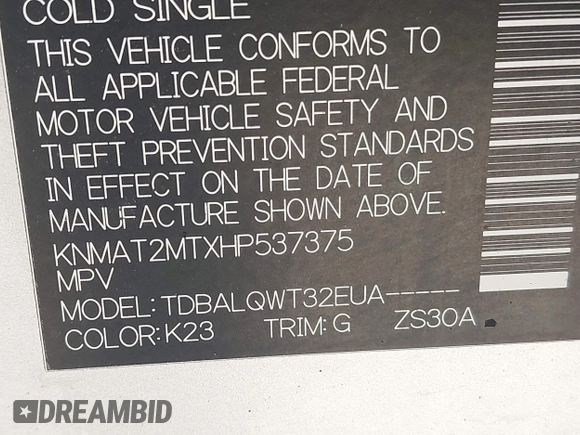 COLD SINGLE
THIS VEHICLE CONFORMS TO
ALL APPLICABLE FEDERAL
MOTOR VEHICLE SAFETY AND
THEFT PREVENTION STANDARDS
IN EFFECT ON THE DATE OF
MANUFACTURE SHOWN ABOVE.
KNMAT2MTXHP537375
MPV
MODEL:TDBALQWT32EUA-----
COLOR:K23 TRIM:G ZS30A
DREAMBID